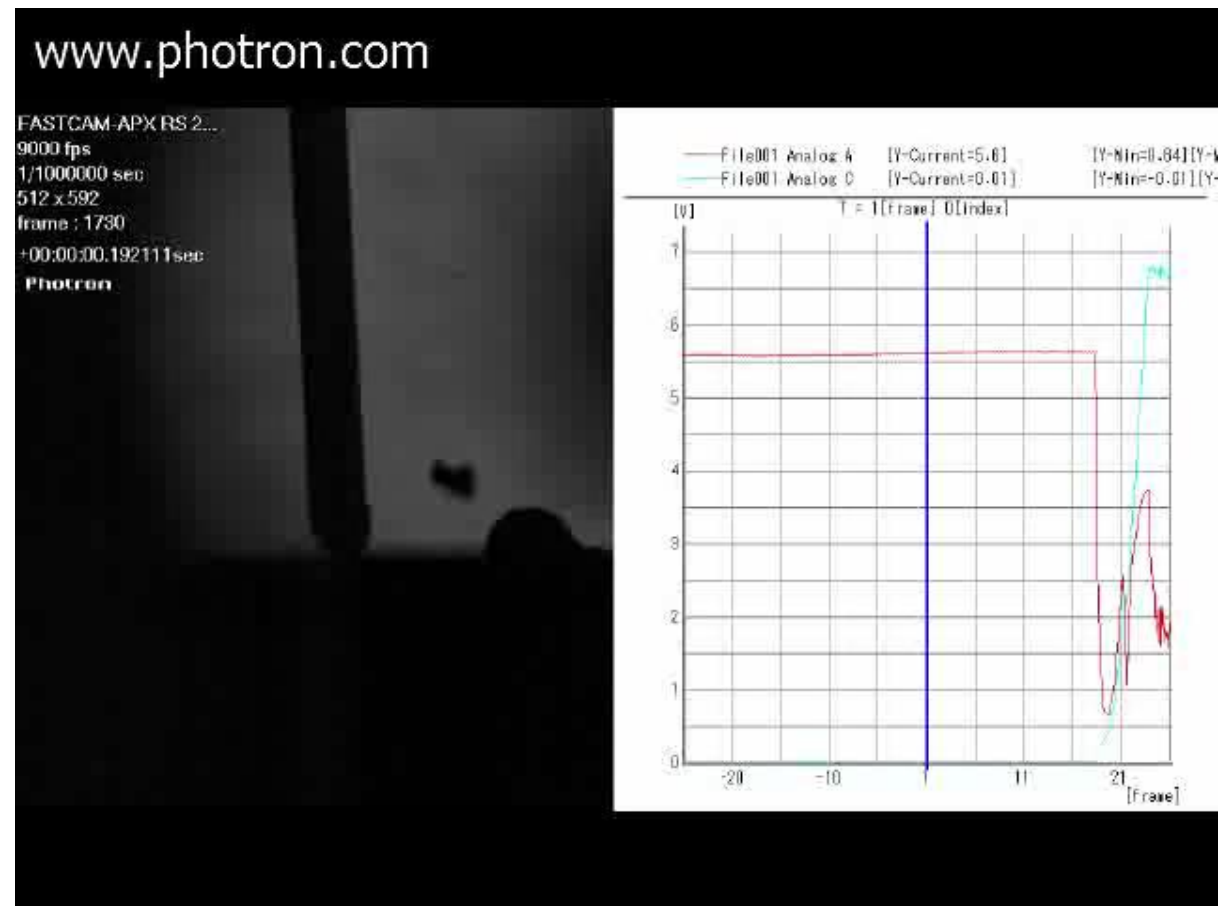 www.photron.com
FASTCAM-APX RS 2...
9000 fps
1/1000000 sec
512 x 592
frame : 1730
+00:00:00.192111sec
Photron
File001 Analog A [Y-Current=5.6] [Y-Min=0.64][Y-M
File001 Analog C [Y-Current=0.01] [Y-Min=-0.01][Y-
[V] T = 1[frame] 0[index]
7
6
5
4
3
2
1
0
-20 -10 1 11 21
[Frame]